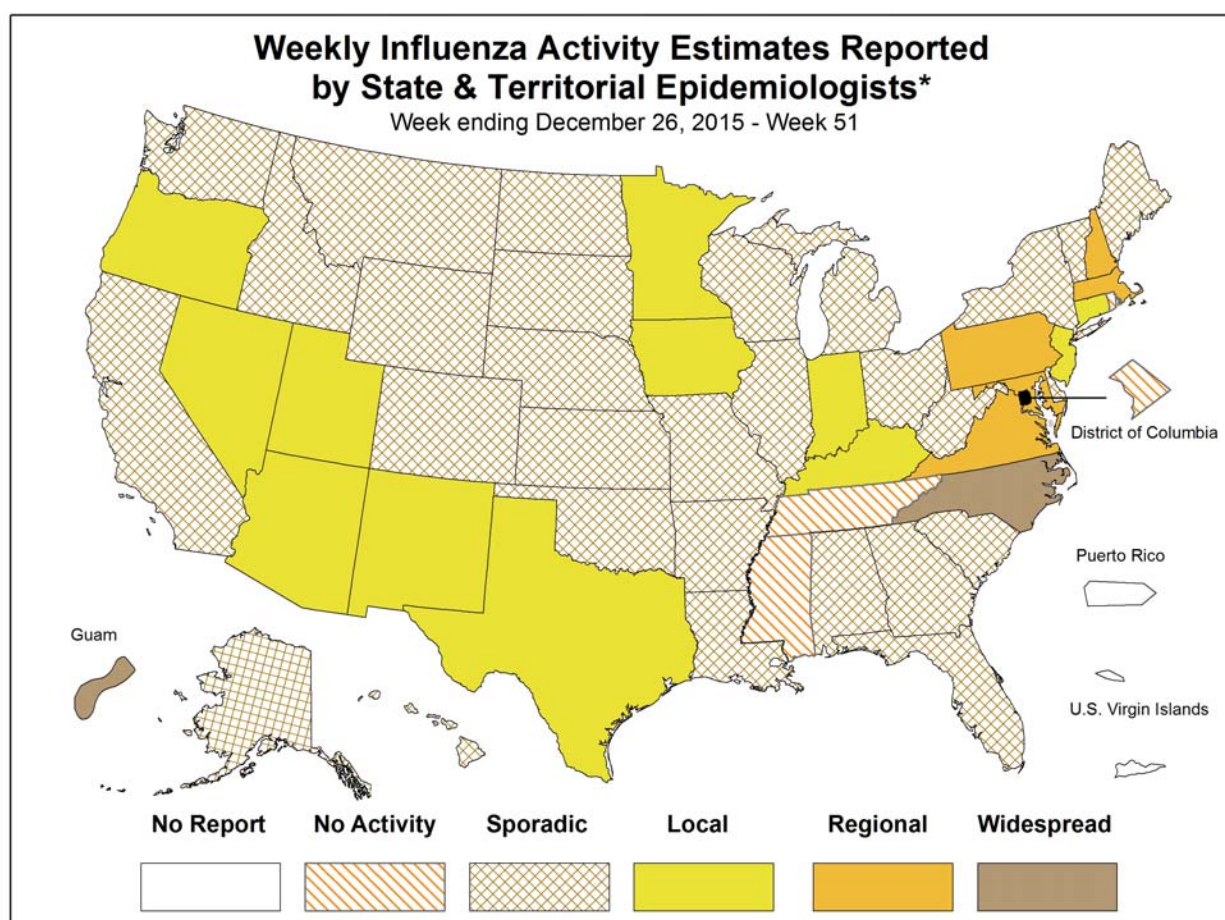 Weekly Influenza Activity Estimates Reported
by State & Territorial Epidemiologists*
Week ending December 26, 2015 - Week 51
District of Columbia
Puerto Rico
Guam
U.S. Virgin Islands
No Report No Activity Sporadic Local Regional Widespread